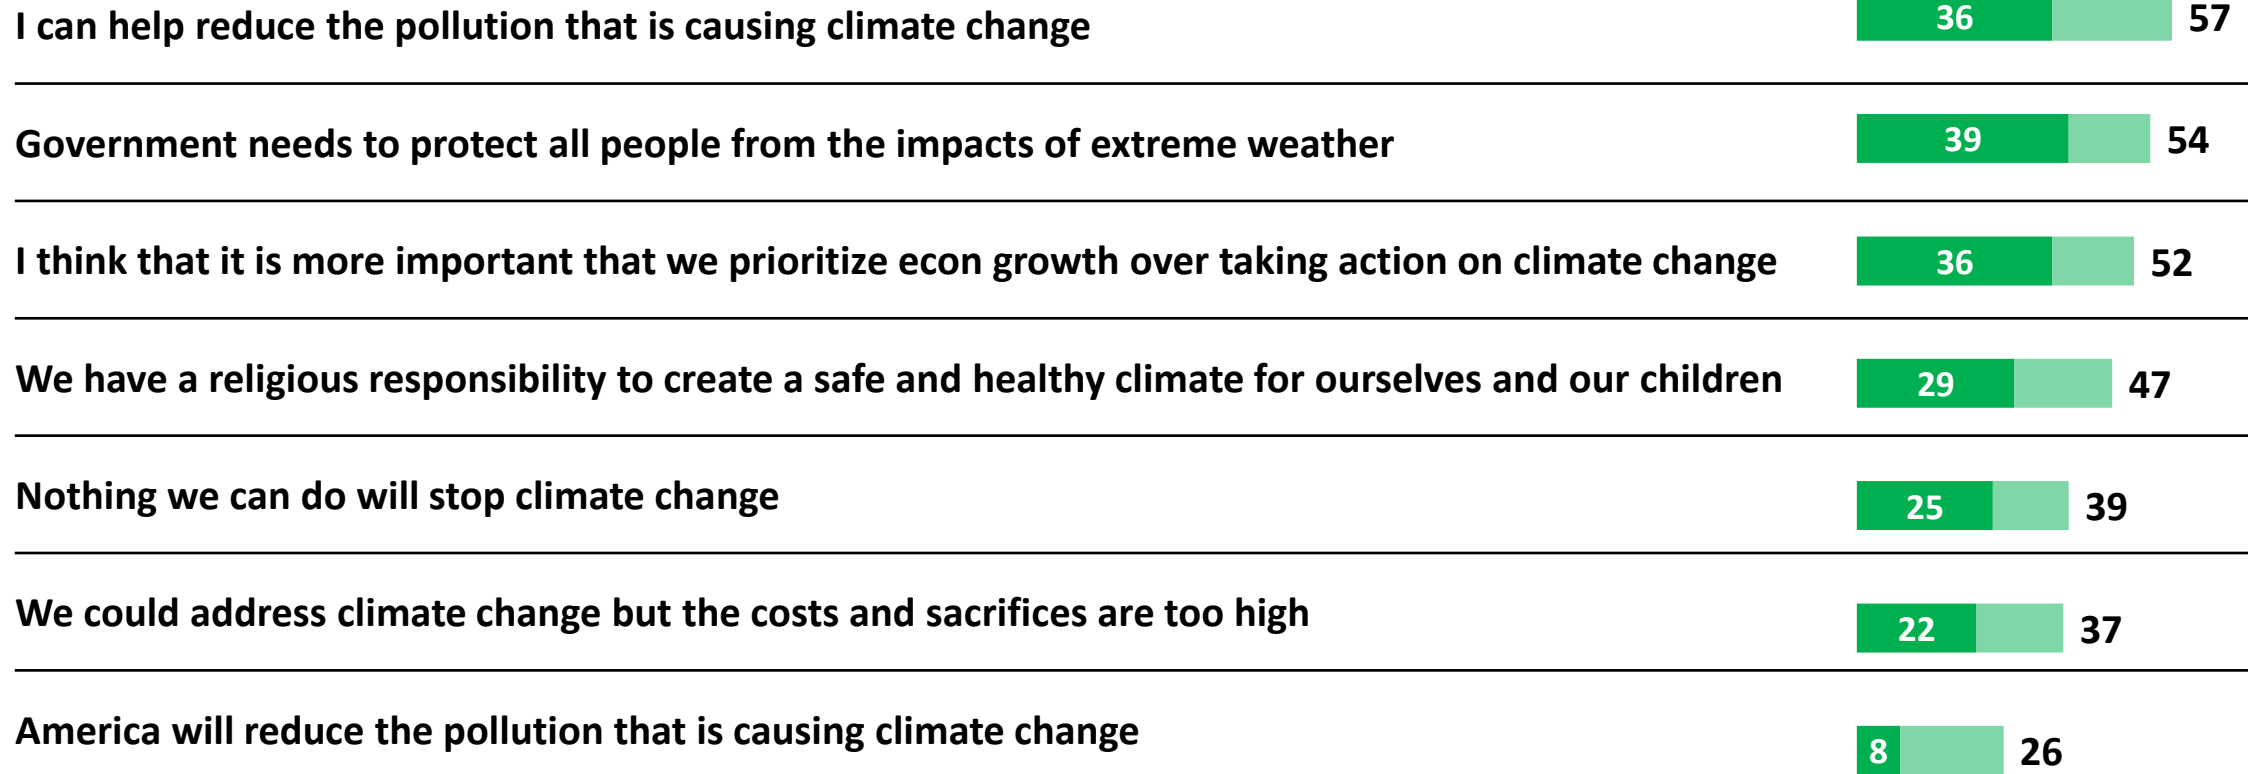 I can help reduce the pollution that is causing climate change 36 57
Government needs to protect all people from the impacts of extreme weather 39 54
I think that it is more important that we prioritize econ growth over taking action on climate change 36 52
We have a religious responsibility to create a safe and healthy climate for ourselves and our children 29 47
Nothing we can do will stop climate change 25 39
We could address climate change but the costs and sacrifices are too high 22 37
America will reduce the pollution that is causing climate change 8 26